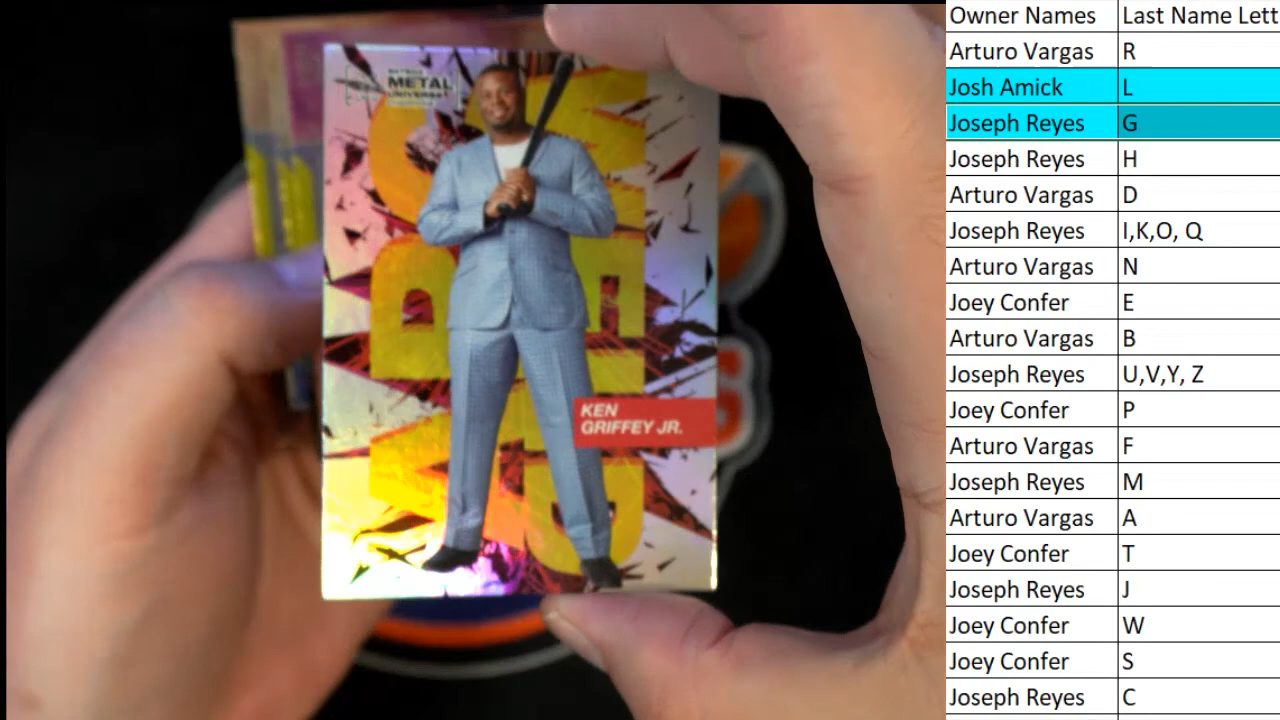 METAL
UNIVERSE
KEN
GRIFFEY JR.
Owner Names Last Name Lett
Arturo Vargas R
Josh Amick L
Joseph Reyes G
Joseph Reyes H
Arturo Vargas D
Joseph Reyes I,K,O, Q
Arturo Vargas N
Joey Confer E
Arturo Vargas B
Joseph Reyes U,V,Y, Z
Joey Confer P
Arturo Vargas F
Joseph Reyes M
Arturo Vargas A
Joey Confer T
Joseph Reyes J
Joey Confer W
Joey Confer S
Joseph Reyes C